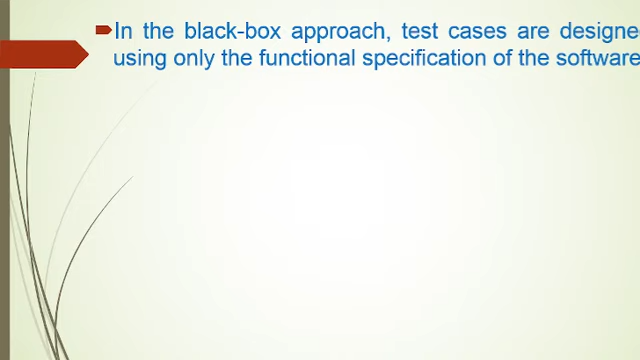 In the black-box approach, test cases are designe
using only the functional specification of the software